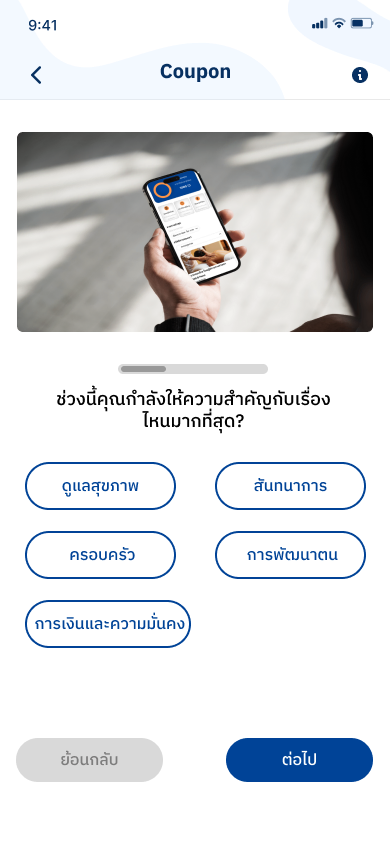 9:41
Coupon
ช่วงนี้คุณกำลังให้ความสำคัญกับเรื่อง
ไหนมากที่สุด?
ดูแลสุขภาพ
สันทนาการ
ครอบครัว
การพัฒนาตน
การเงินและความมั่นคง
ย้อนกลับ
ต่อไป